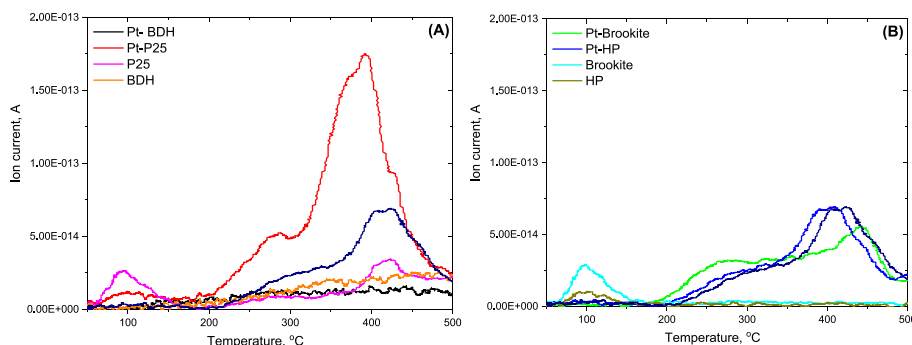 (A)
Pt- BDH
Pt-P25
P25
BDH
2.00E-013
1.50E-013
1.00E-013
5.00E-014
0.00E+000
Ion current, A
100
200
300
400
500
Temperature, °C
(B)
Pt-Brookite
Pt-HP
Brookite
HP
2.00E-013
1.50E-013
1.00E-013
5.00E-014
0.00E+000
Ion current, A
100
200
300
400
500
Temperature, °C